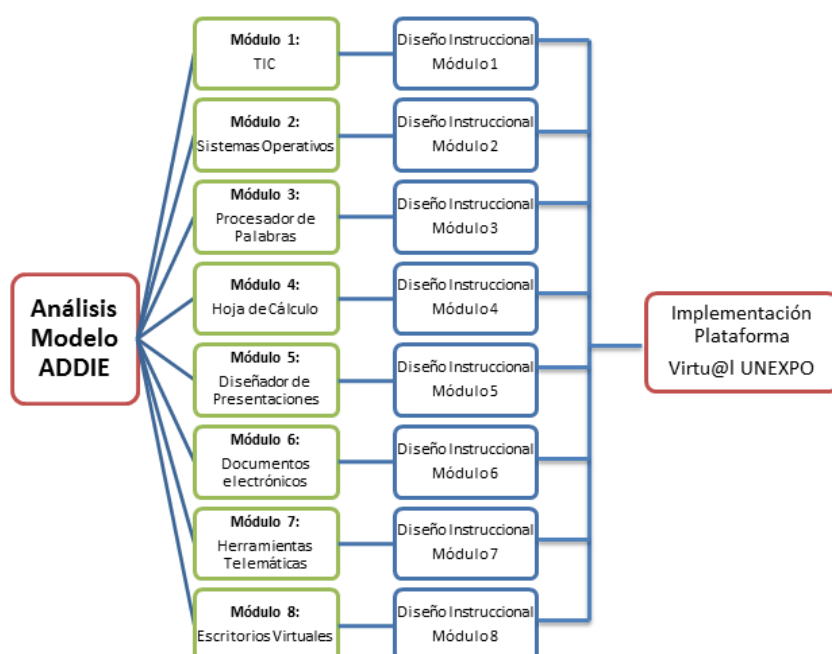 Análisis
Modelo
ADDIE
Módulo 1:
TIC
Diseño Instruccional
Módulo 1
Módulo 2:
Sistemas Operativos
Diseño Instruccional
Módulo 2
Módulo 3:
Procesador de
Palabras
Diseño Instruccional
Módulo 3
Módulo 4:
Hoja de Cálculo
Diseño Instruccional
Módulo 4
Módulo 5:
Diseñador de
Presentaciones
Diseño Instruccional
Módulo 5
Módulo 6:
Documentos
electrónicos
Diseño Instruccional
Módulo 6
Módulo 7:
Herramientas
Telemáticas
Diseño Instruccional
Módulo 7
Módulo 8:
Escritorios Virtuales
Diseño Instruccional
Módulo 8
Implementación
Plataforma
Virtu@l UNEXPO